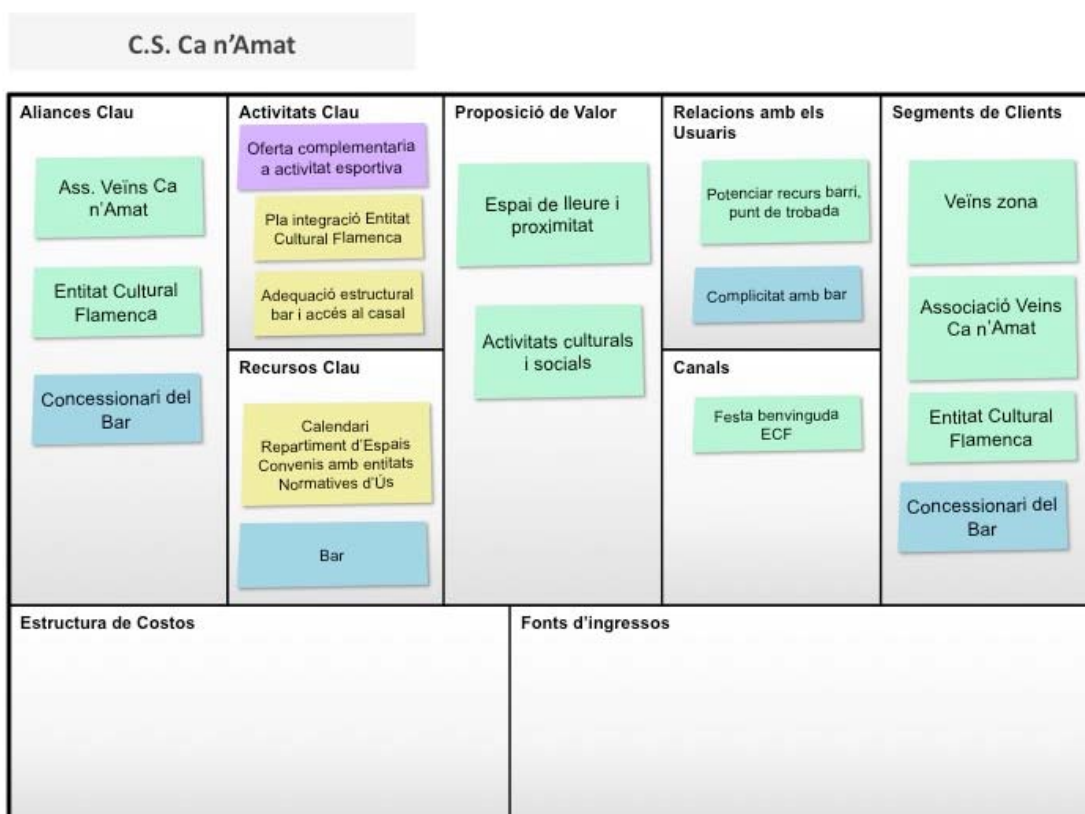 C.S. Ca n'Amat
Aliances Clau
Ass. Veïns Ca
n'Amat
Entitat Cultural
Flamenca
Concessionari del
Bar
Activitats Clau
Oferta complementaria
a activitat esportiva
Pla integració Entitat
Cultural Flamenca
Adequació estructural
bar i accés al casal
Recursos Clau
Calendari
Repartiment d'Espais
Convenis amb entitats
Normatives d'Ús
Bar
Proposició de Valor
Espai de lleure i
proximitat
Activitats culturals
i socials
Relacions amb els
Usuaris
Potenciar recurs barri,
punt de trobada
Complicitat amb bar
Canals
Festa benvinguda
ECF
Segments de Clients
Veïns zona
Associació Veins
Ca n'Amat
Entitat Cultural
Flamenca
Concessionari del
Bar
Estructura de Costos
Fonts d'ingressos